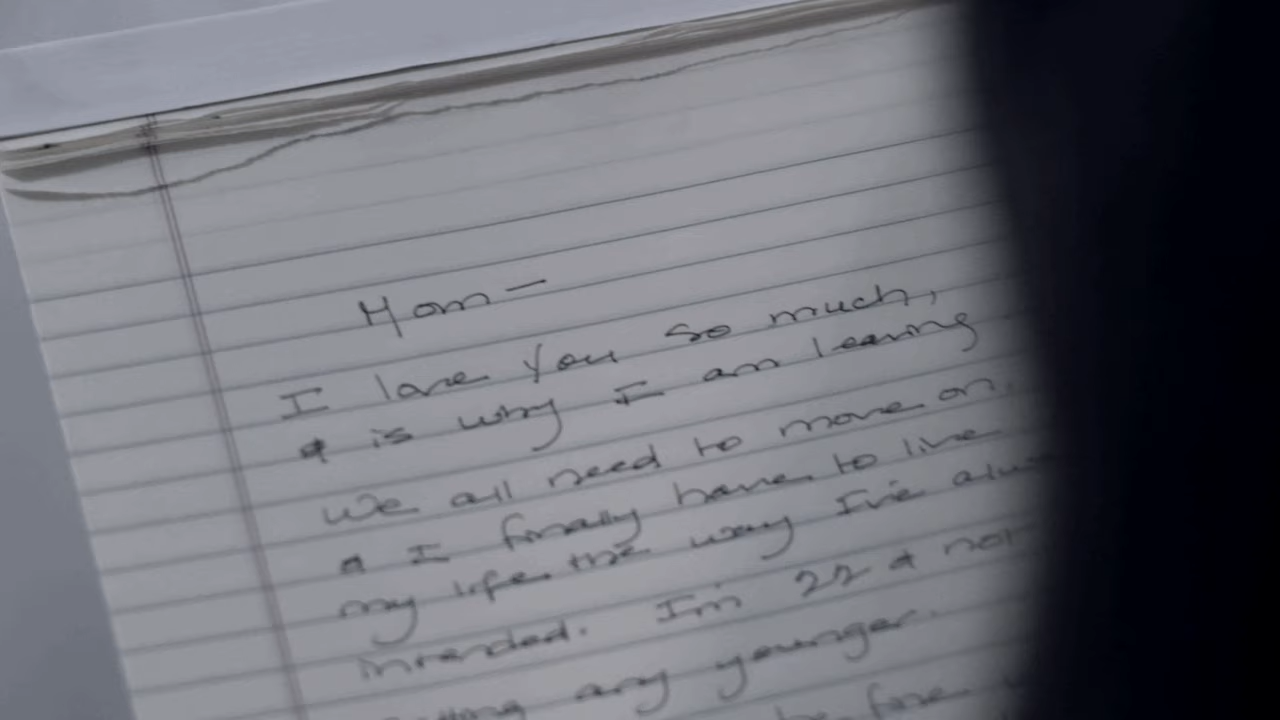 Mom —
I love you so much,
& is why I am leaving
We all need to move on.
& I finally have to live
my life the way I've
intended. I'm 22 & not
any younger.